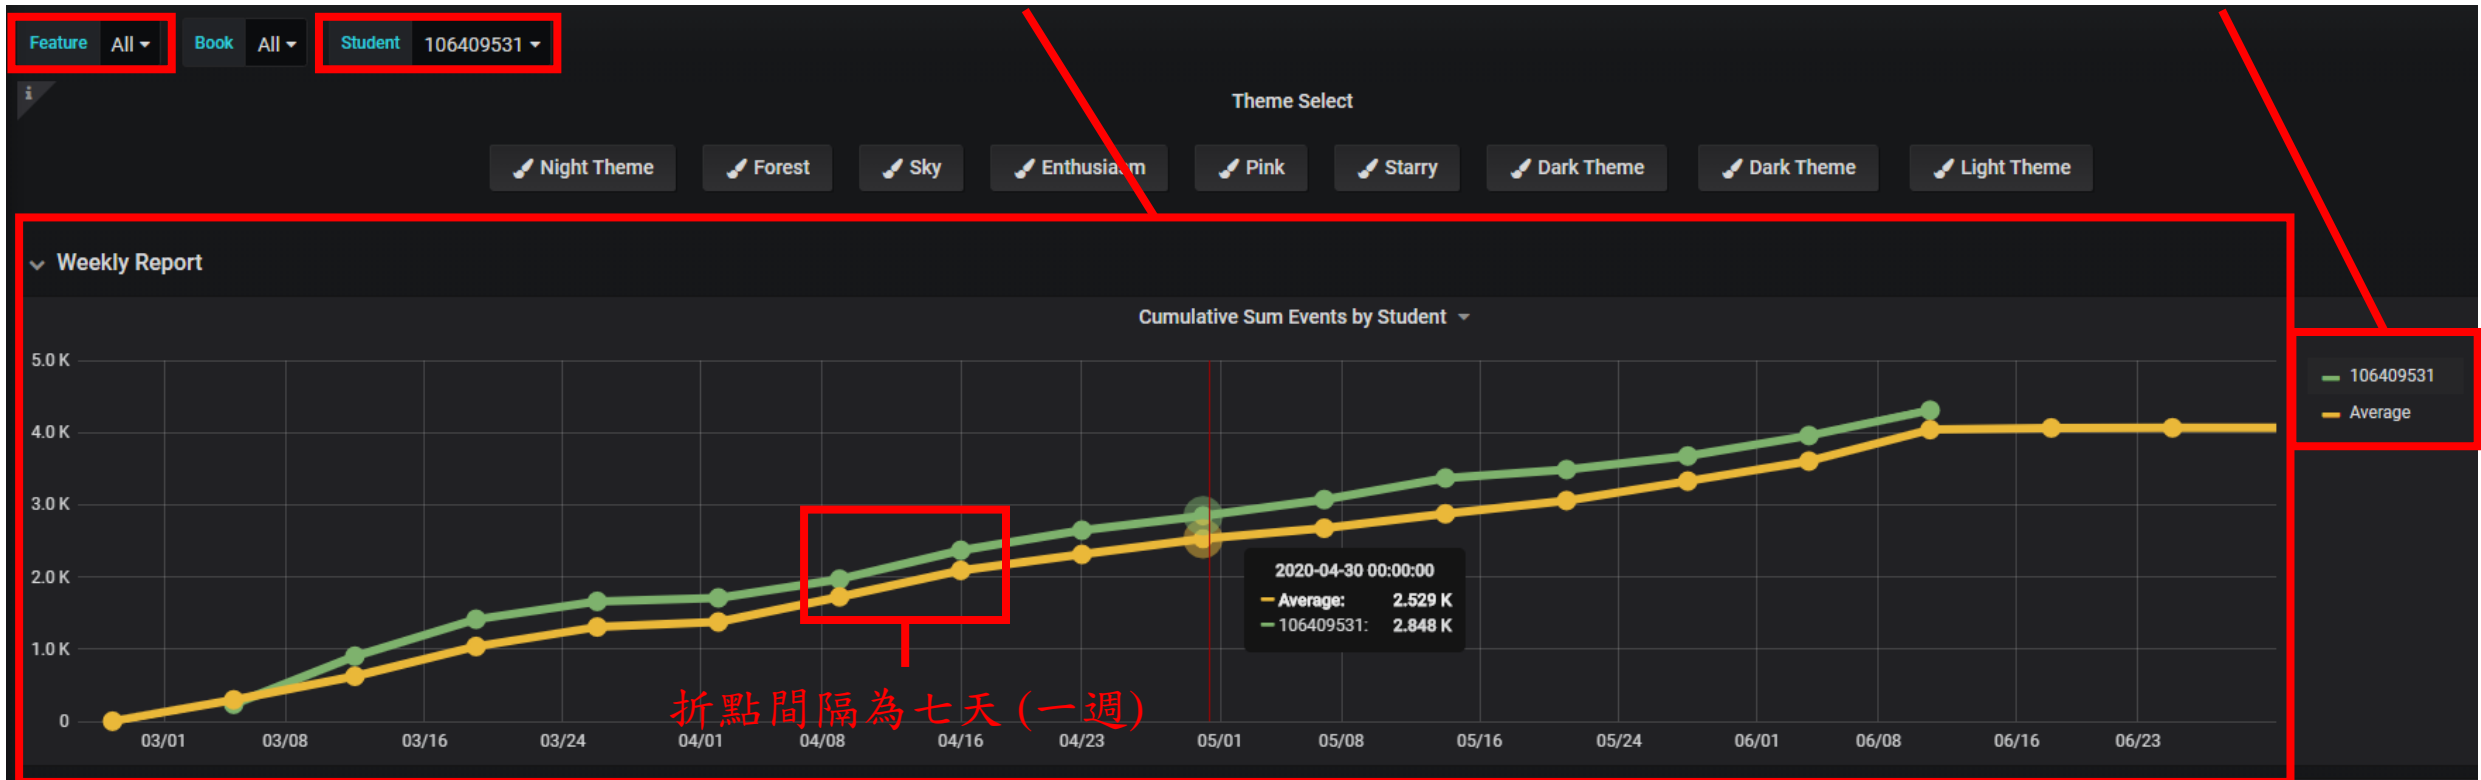 Feature All Book All Student 106409531
i
Theme Select
Night Theme Forest Sky Enthusiasm Pink Starry Dark Theme Dark Theme Light Theme
Weekly Report
Cumulative Sum Events by Student
5.0 K
4.0 K
3.0 K
2.0 K
1.0 K
0
106409531
Average
2020-04-30 00:00:00
Average: 2.529 K
106409531: 2.848 K
折點間隔為七天 (一週)
03/01 03/08 03/16 03/24 04/01 04/08 04/16 04/23 05/01 05/08 05/16 05/24 06/01 06/08 06/16 06/23